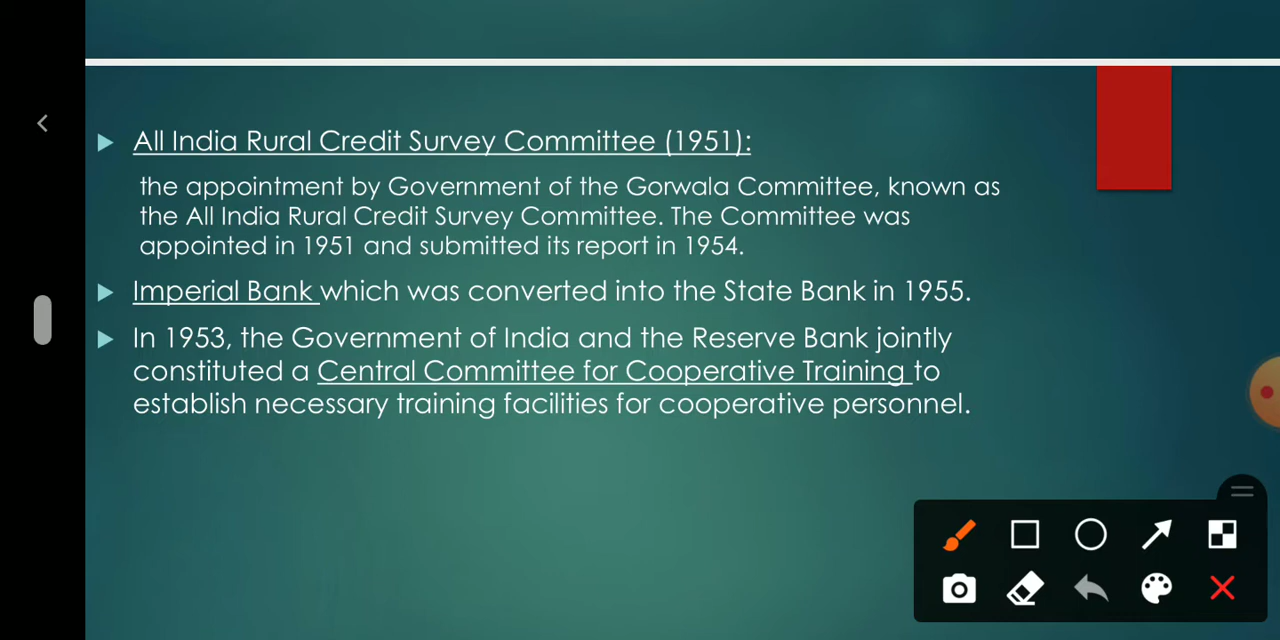 All India Rural Credit Survey Committee (1951):
the appointment by Government of the Gorwala Committee, known as
the All India Rural Credit Survey Committee. The Committee was
appointed in 1951 and submitted its report in 1954.
Imperial Bank which was converted into the State Bank in 1955.
In 1953, the Government of India and the Reserve Bank jointly
constituted a Central Committee for Cooperative Training to
establish necessary training facilities for cooperative personnel.